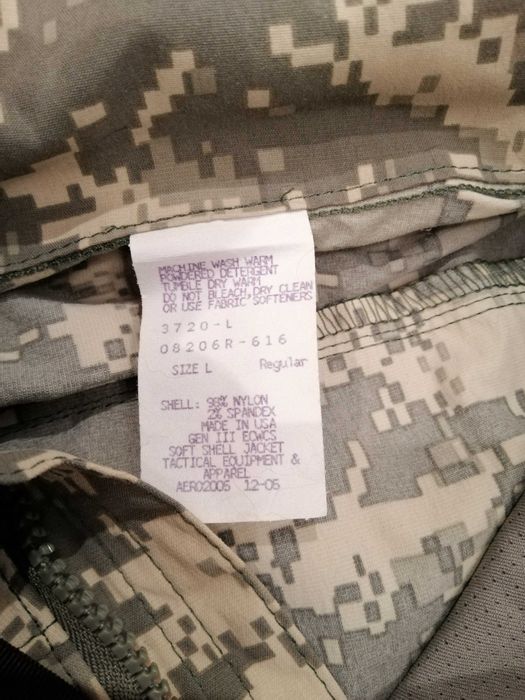 MACHINE WASH WARM
POWDERED DETERGENT
TUMBLE DRY WARM
DO NOT BLEACH, DRY CLEAN
OR USE FABRIC SOFTENERS
3720-L
08206R-616
SIZE L Regular
SHELL: 98% NYLON
2% SPANDEX
MADE IN USA
GEN III ECWCS
SOFT SHELL JACKET
TACTICAL EQUIPMENT &
APPAREL
AERO2005 12-05